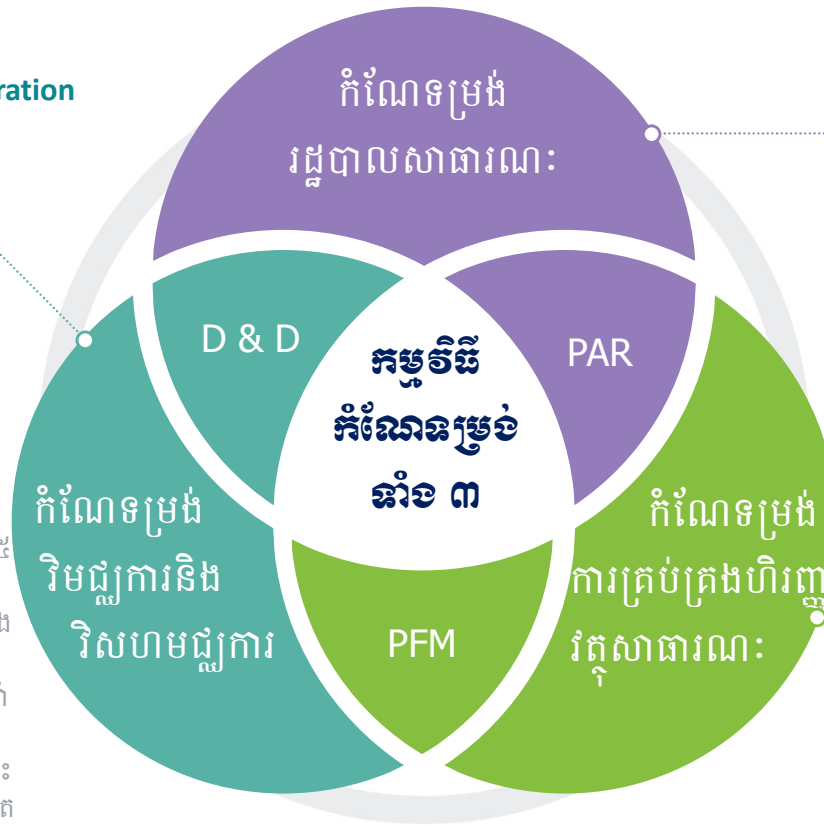 ration
កំណែទម្រង់
រដ្ឋបាលសាធារណៈ
D & D
PAR
កម្មវិធី
កំណែទម្រង់
ទាំង ៣
កំណែទម្រង់
វិមជ្ឈការនិង
វិសហមជ្ឈការ
កំណែទម្រង់
ការគ្រប់គ្រងហិរញ្ញ
វត្ថុសាធារណៈ
PFM